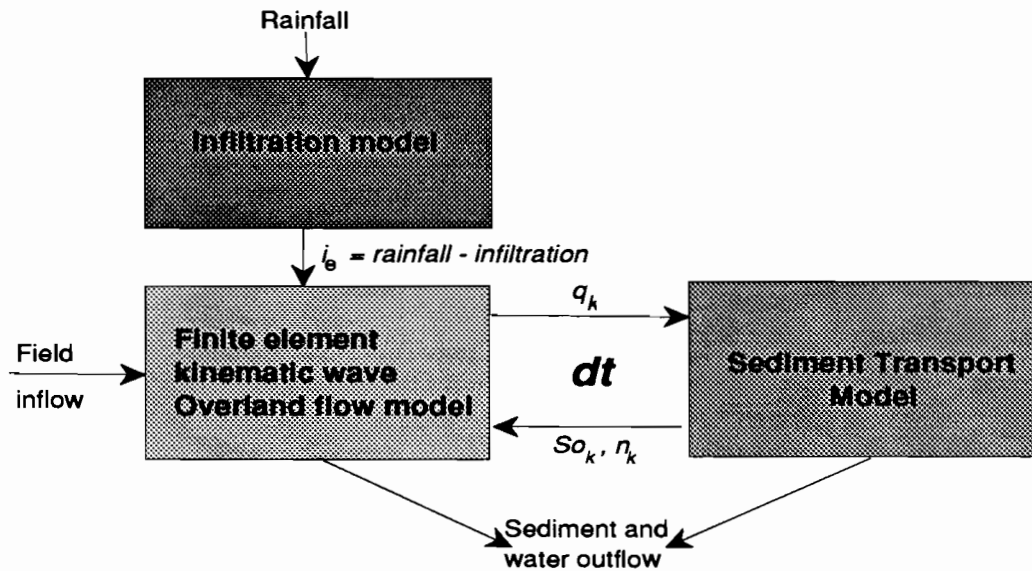 Rainfall
Infiltration model
i_e = rainfall - infiltration
Finite element
kinematic wave
Overland flow model
Field
inflow
q_k
dt
So_k, n_k
Sediment Transport
Model
Sediment and
water outflow